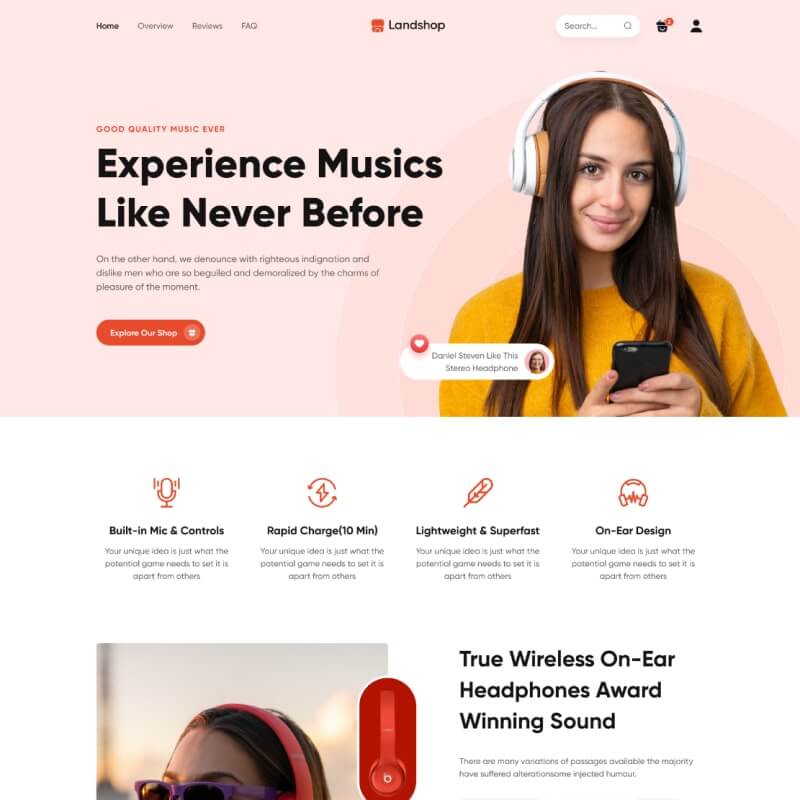 Home
Overview
Reviews
FAQ
Landshop
Search...
2
GOOD QUALITY MUSIC EVER
Experience Musics
Like Never Before
On the other hand, we denounce with righteous indignation and
dislike men who are so beguiled and demoralized by the charms of
pleasure of the moment.
Explore Our Shop
Daniel Steven Like This
Stereo Headphone
Built-in Mic & Controls
Your unique idea is just what the
potential game needs to set it is
apart from others
Rapid Charge(10 Min)
Your unique idea is just what the
potential game needs to set it is
apart from others
Lightweight & Superfast
Your unique idea is just what the
potential game needs to set it is
apart from others
On-Ear Design
Your unique idea is just what the
potential game needs to set it is
apart from others
True Wireless On-Ear
Headphones Award
Winning Sound
There are many variations of passages available the majority
have suffered alterationsome injected humour.